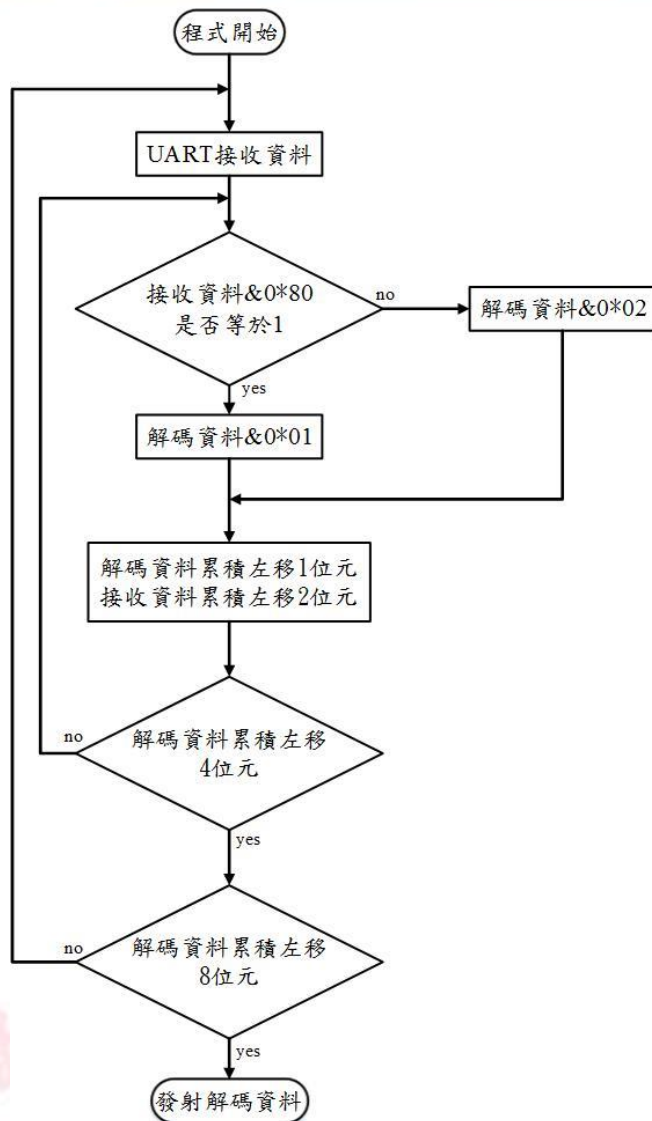 程式開始
UART接收資料
接收資料&0*80
是否等於1
no
解碼資料&0*02
yes
解碼資料&0*01
解碼資料累積左移1位元
接收資料累積左移2位元
no
解碼資料累積左移
4位元
yes
no
解碼資料累積左移
8位元
yes
發射解碼資料